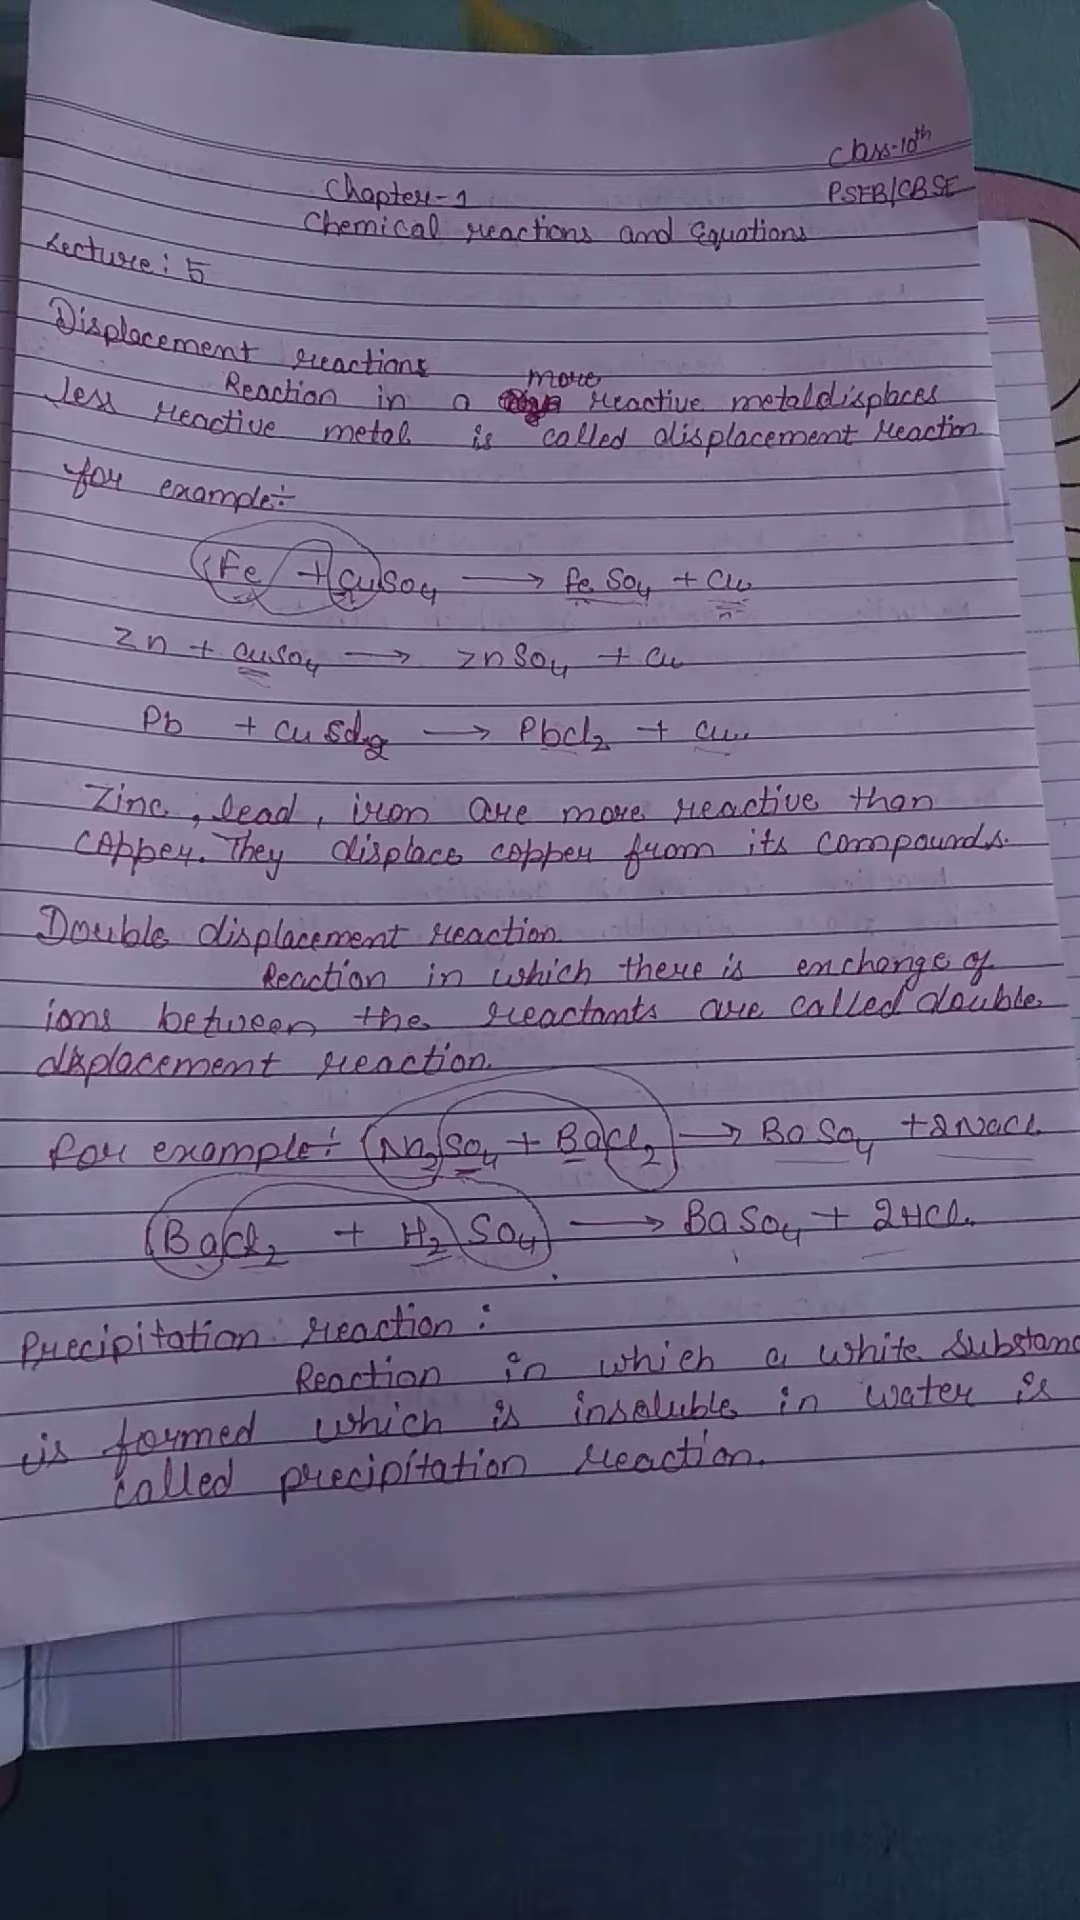 Class-10th
PSEB/CBSE
Chapter-1
Chemical reactions and Equations
Lecture: 5
Displacement reactions
Reaction in a more reactive metal displaces
less reactive metal is called displacement reaction
for example:-
Fe + CuSO4 → FeSO4 + Cu
Zn + CuSO4 → ZnSO4 + Cu
Pb + Cu → PbCl2 + Cu
Zinc, lead, iron are more reactive than
copper. They displace copper from its compounds.
Double displacement reaction
Reaction in which there is exchange of
ions between the reactants are called double
displacement reaction.
for example:- Na2SO4 + BaCl2 → BaSO4 + 2NaCl
BaCl2 + H2SO4 → BaSO4 + 2HCl.
Precipitation reaction:
Reaction in which a white Substanc
is formed which is insoluble in water is
called precipitation reaction.